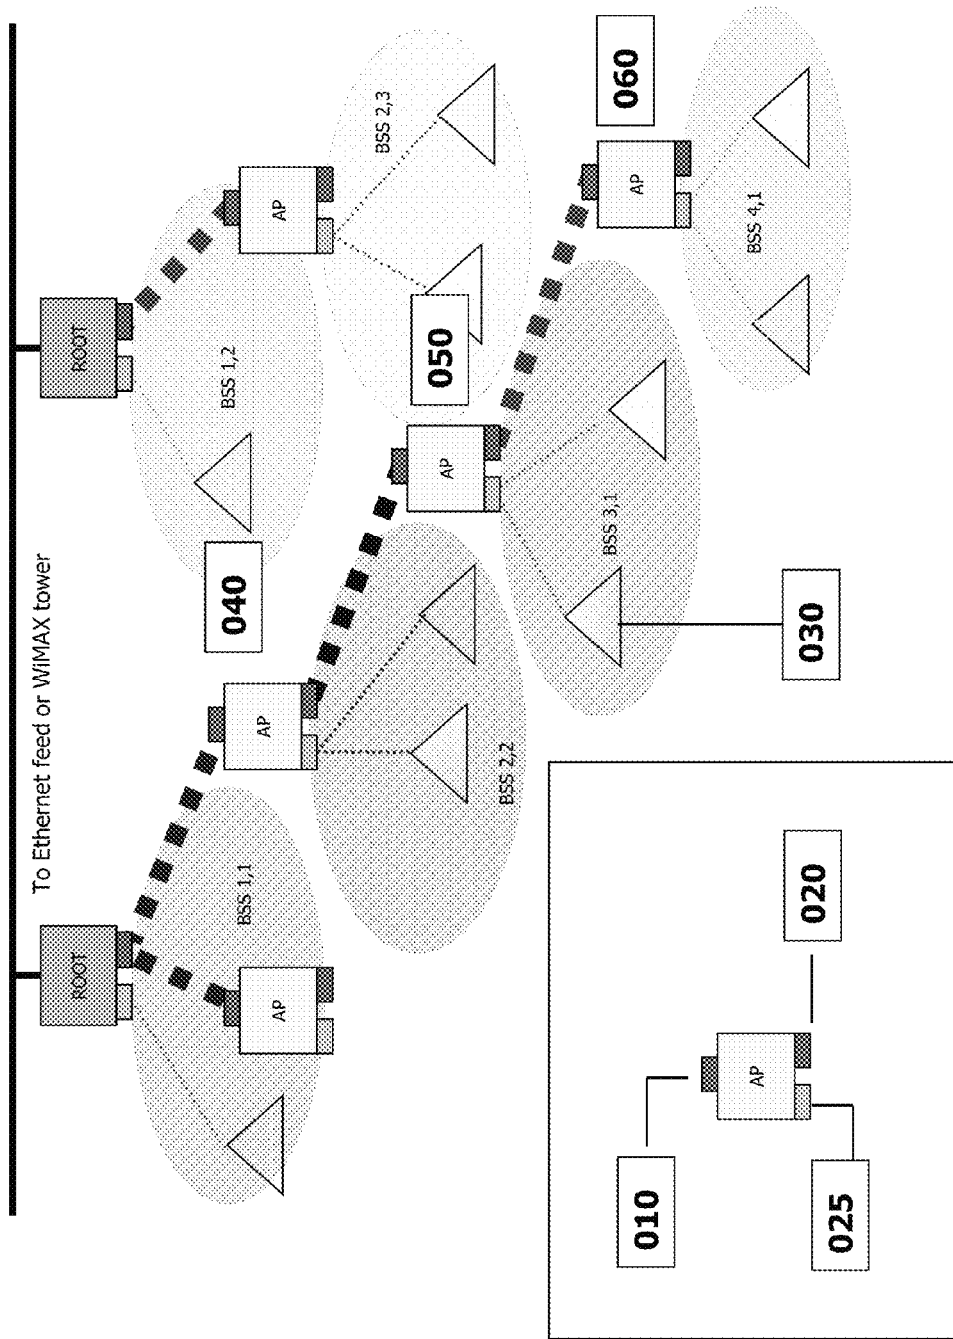 To Ethernet feed or WiMAX tower
ROOT
ROOT
BSS 1,1
AP
AP
040
BSS 1,2
AP
BSS 2,3
BSS 2,2
AP
050
BSS 3,1
030
AP
060
BSS 4,1
010
AP
025
020